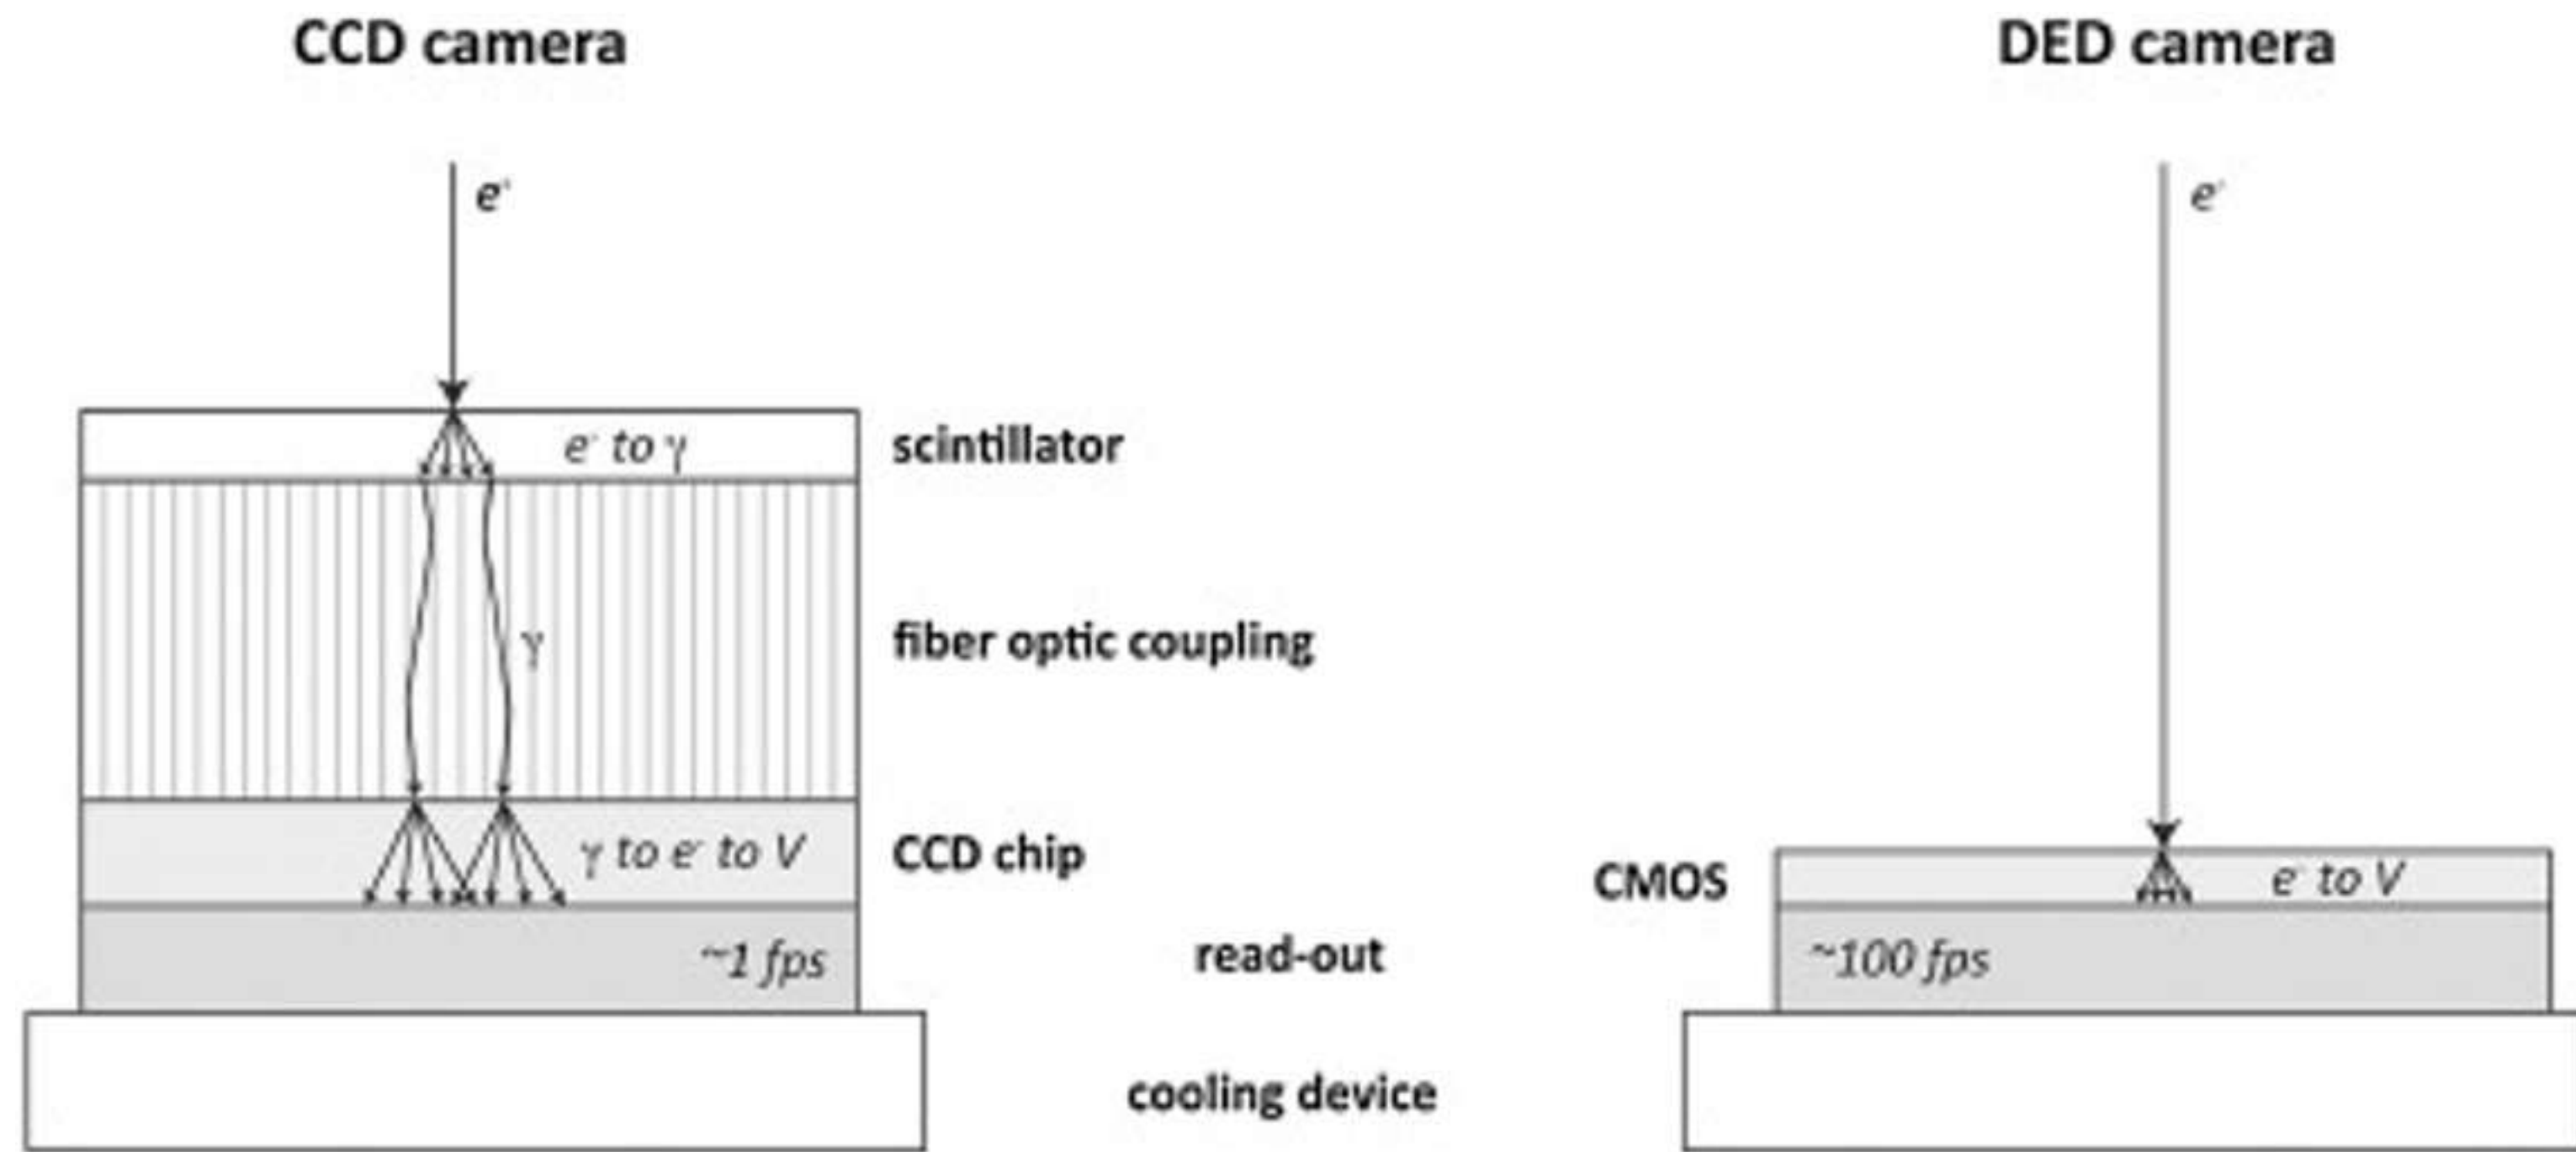 CCD camera
DED camera
e⁻
e⁻
e⁻ to γ
scintillator
γ
fiber optic coupling
γ to e⁻ to V
CCD chip
CMOS
e⁻ to V
~1 fps
read-out
~100 fps
cooling device